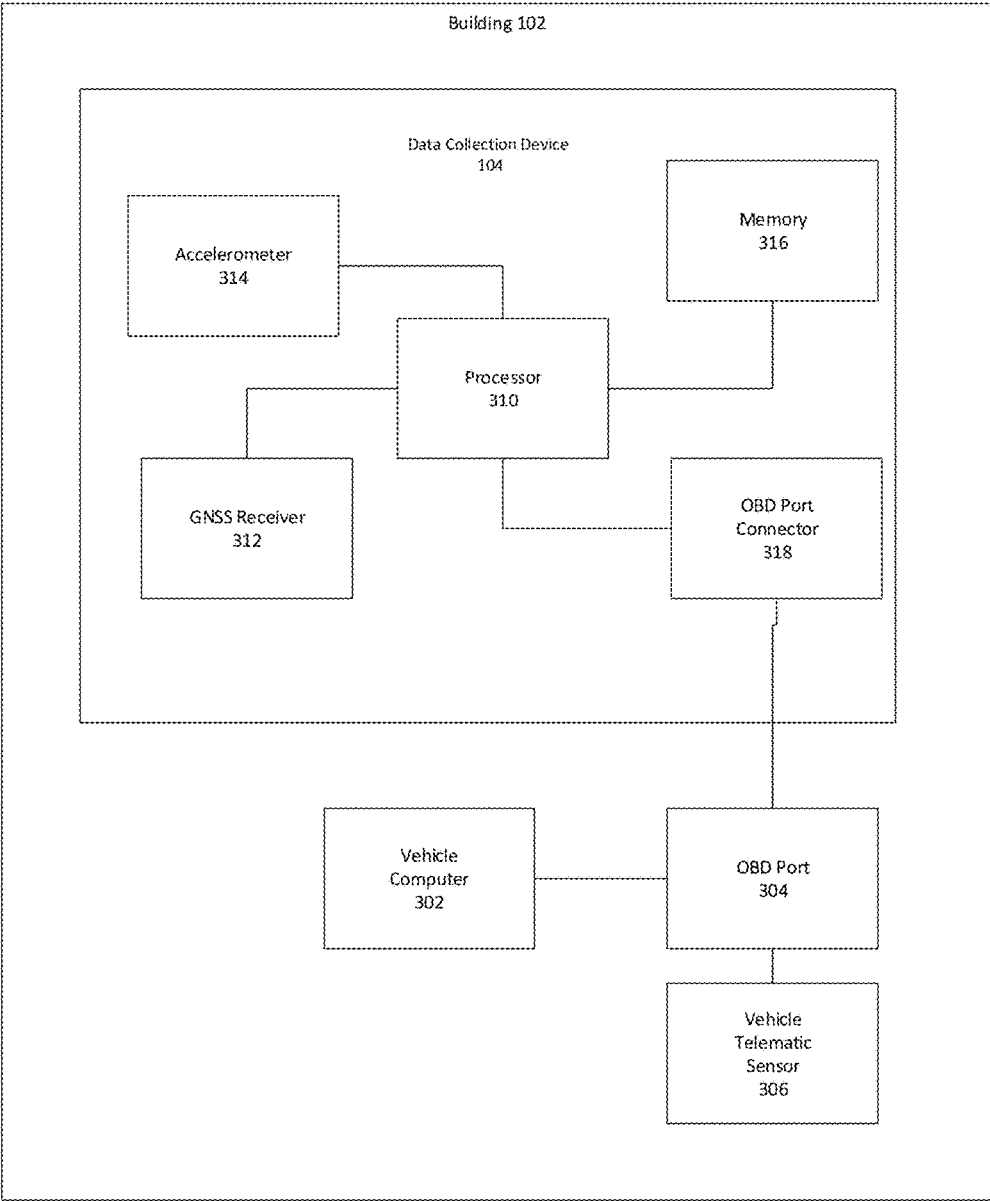 Building 102
Data Collection Device
104
Memory
316
Accelerometer
314
Processor
310
GNSS Receiver
312
OBD Port
Connector
318
Vehicle
Computer
302
OBD Port
304
Vehicle
Telematic
Sensor
306